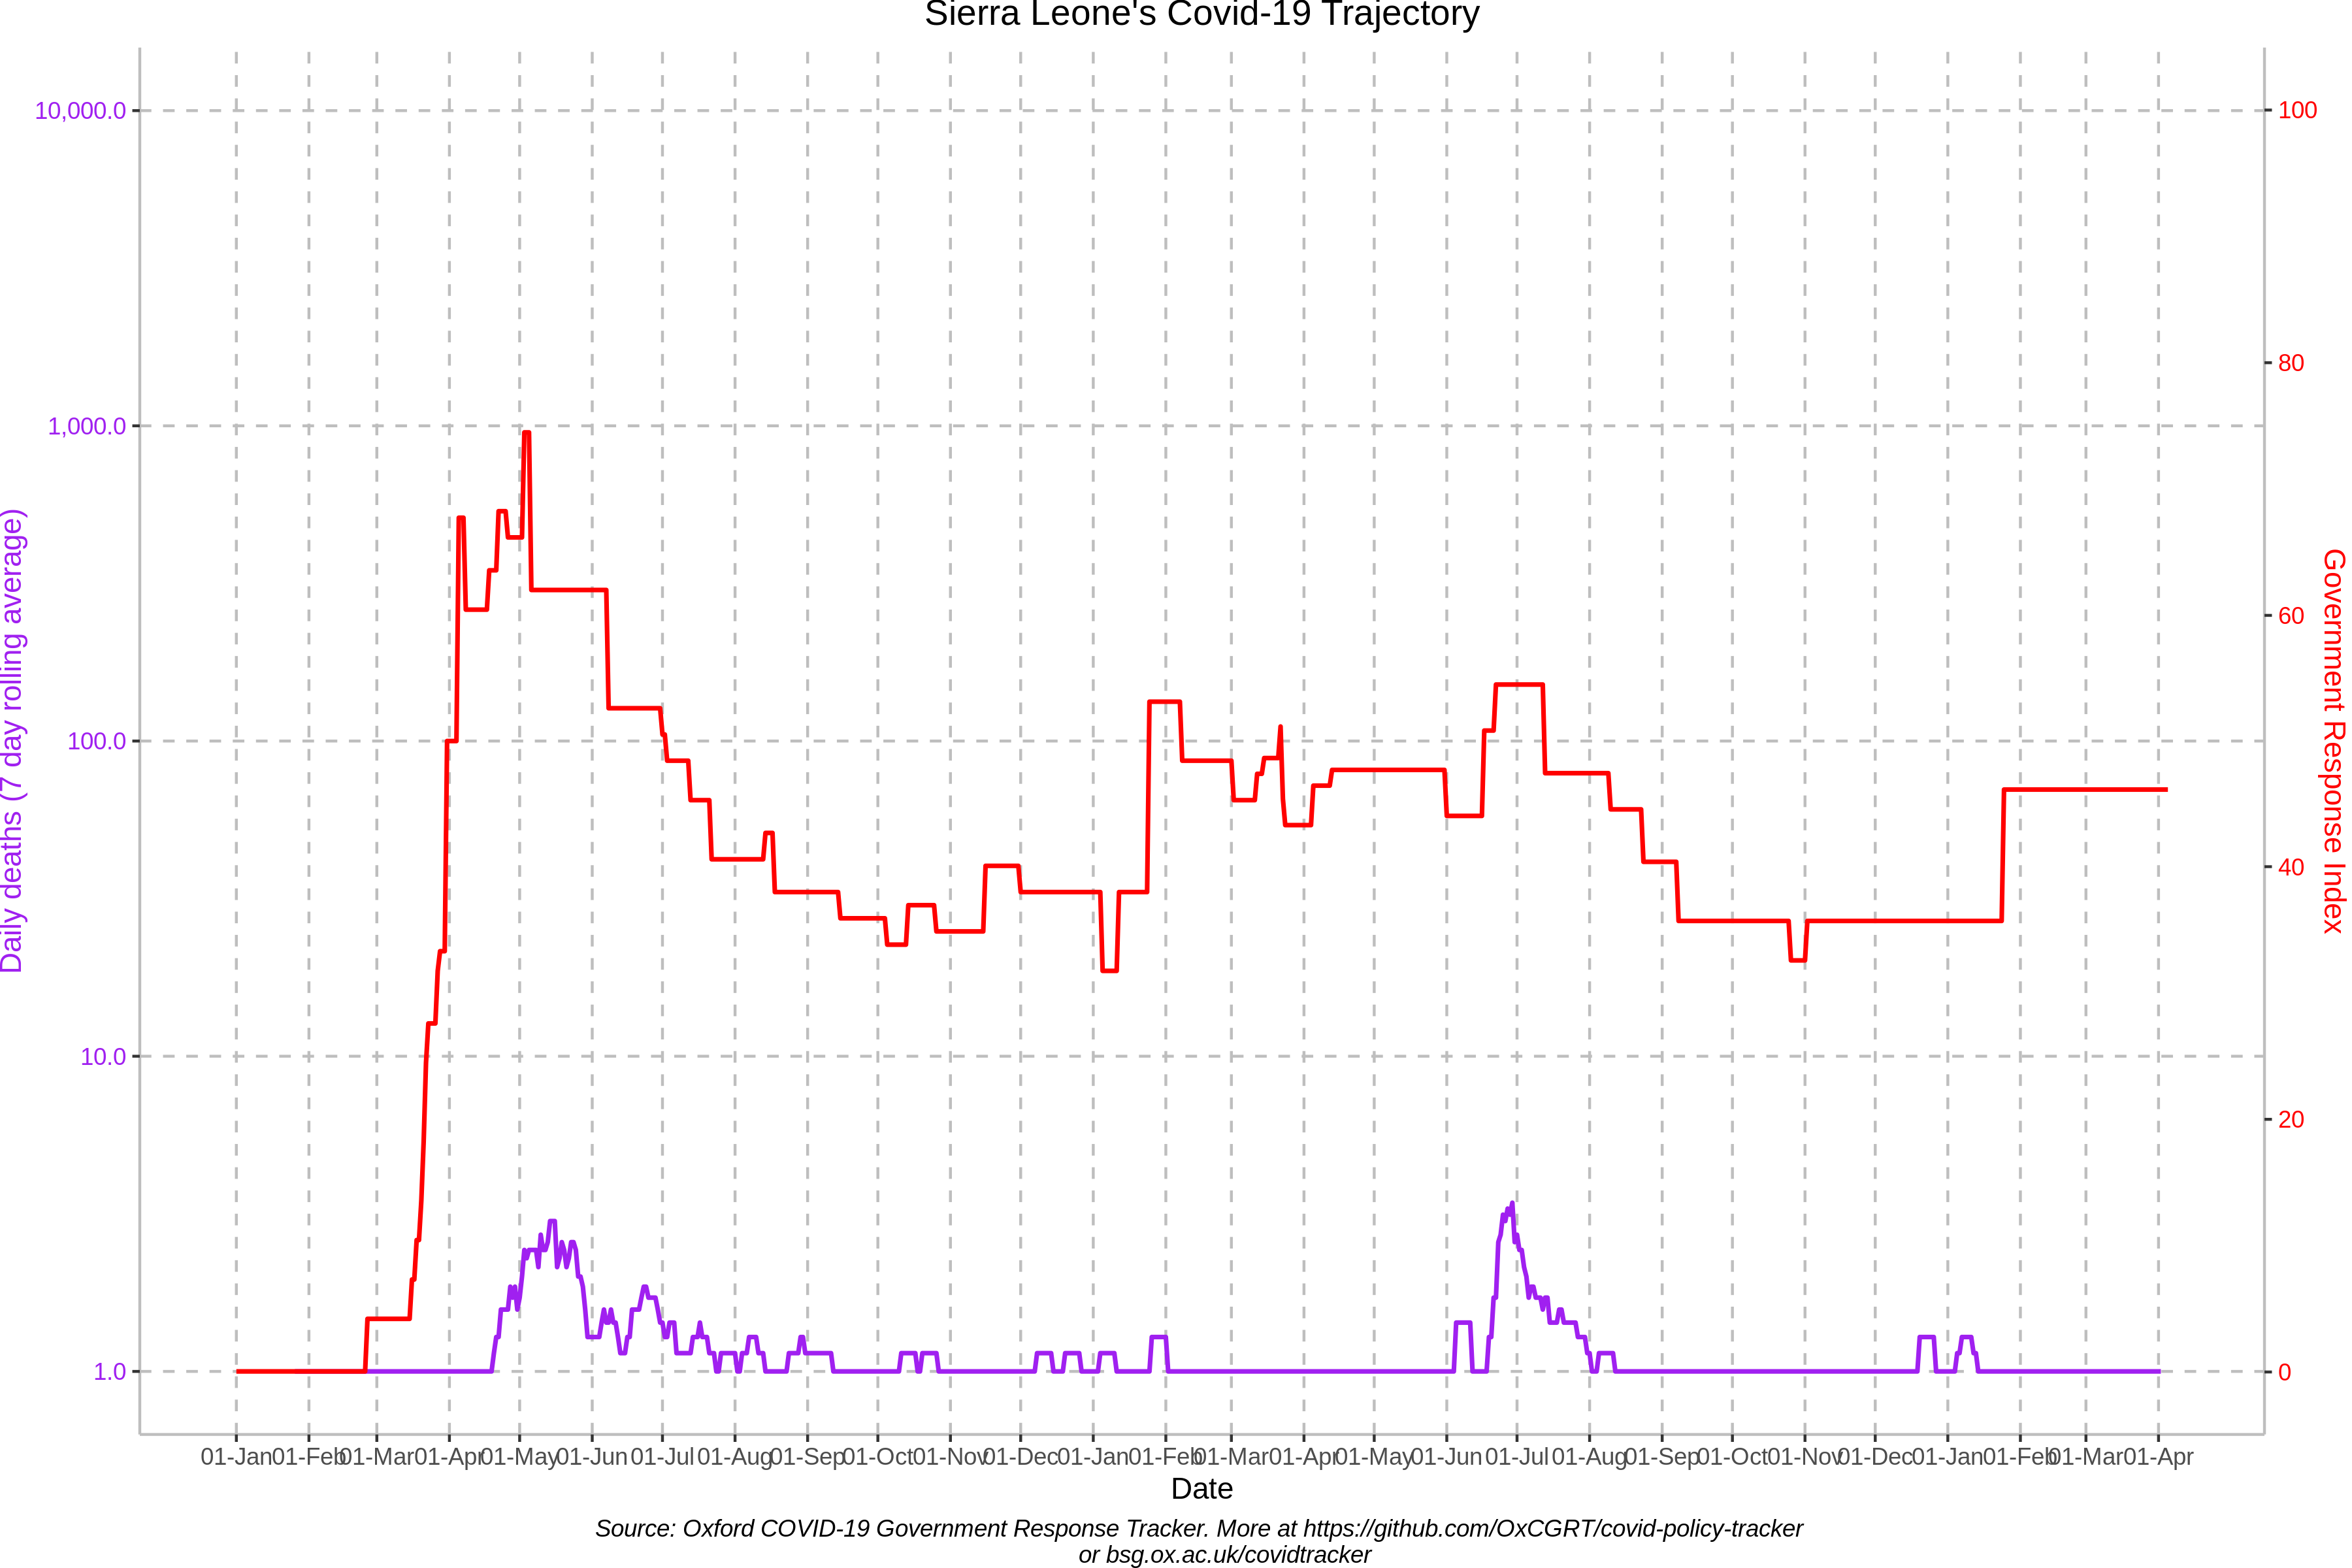 Sierra Leone's Covid-19 Trajectory
10,000.0
1,000.0
100.0
10.0
1.0
Daily deaths (7 day rolling average)
100
80
60
40
20
0
Government Response Index
01-Jan 01-Feb 01-Mar 01-Apr 01-May 01-Jun 01-Jul 01-Aug 01-Sep 01-Oct 01-Nov 01-Dec 01-Jan 01-Feb 01-Mar 01-Apr 01-May 01-Jun 01-Jul 01-Aug 01-Sep 01-Oct 01-Nov 01-Dec 01-Jan 01-Feb 01-Mar 01-Apr
Date
Source: Oxford COVID-19 Government Response Tracker. More at https://github.com/OxCGRT/covid-policy-tracker
or bsg.ox.ac.uk/covidtracker